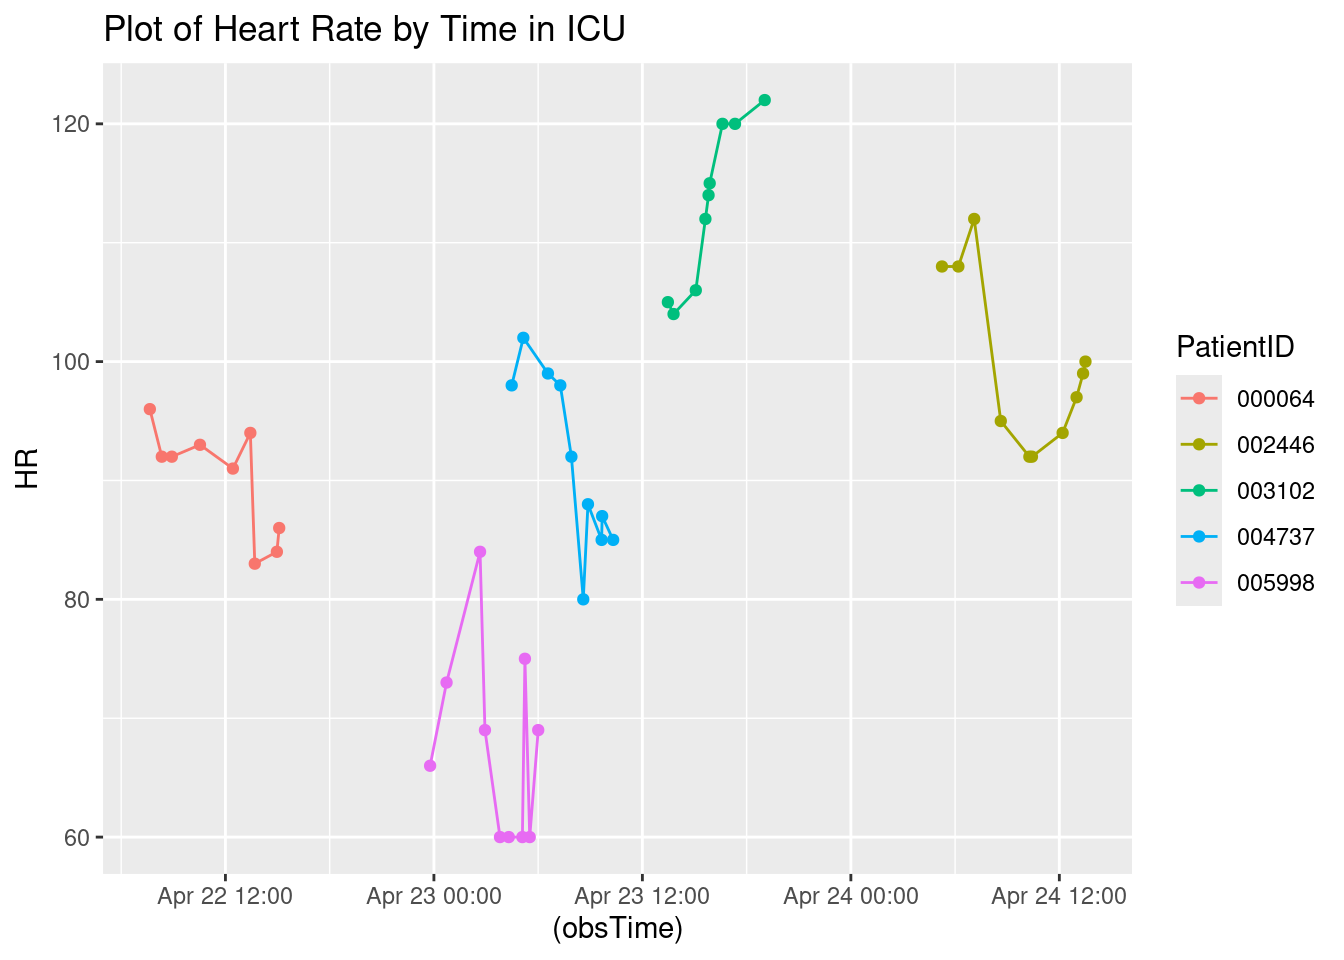 Plot of Heart Rate by Time in ICU
120
100
80
60
HR
Apr 22 12:00
Apr 23 00:00
Apr 23 12:00
Apr 24 00:00
Apr 24 12:00
(obsTime)
PatientID
000064
002446
003102
004737
005998